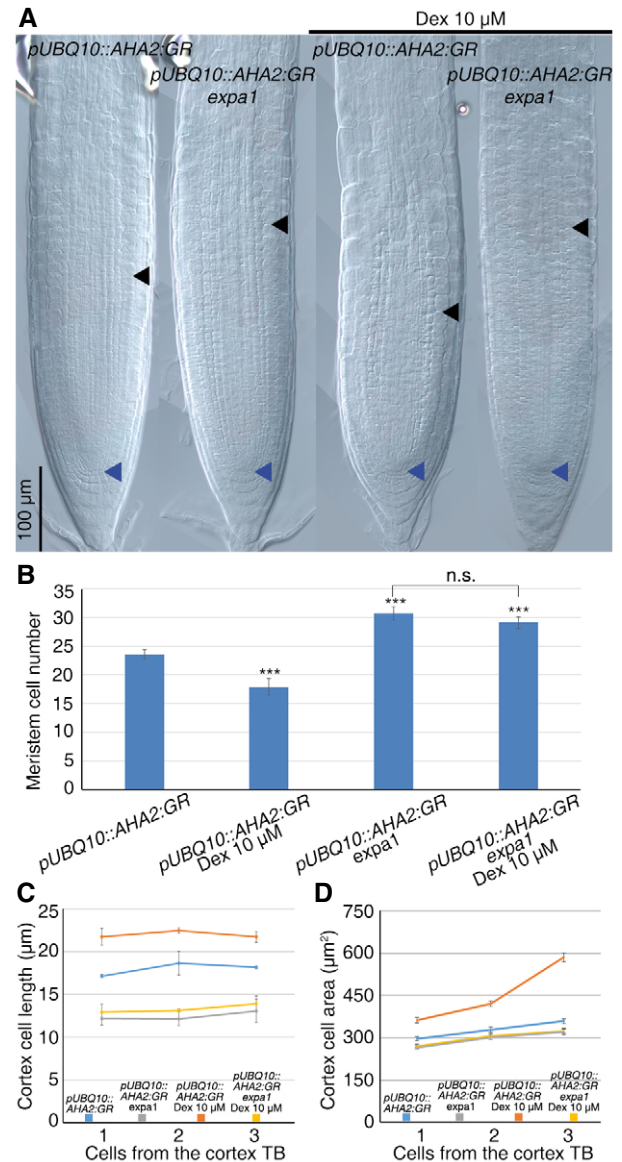 A
Dex 10 µM
pUBQ10::AHA2:GR
pUBQ10::AHA2:GR
expa1
pUBQ10::AHA2:GR
pUBQ10::AHA2:GR
expa1
100 µm
B
Meristem cell number
35
30
25
20
15
10
5
0
***
***
n.s.
***
pUBQ10::AHA2:GR
pUBQ10::AHA2:GR
Dex 10 µM
pUBQ10::AHA2:GR
expa1
pUBQ10::AHA2:GR
expa1
Dex 10 µM
C
Cortex cell length (µm)
25
20
15
10
5
0
pUBQ10::
AHA2:GR
pUBQ10::
AHA2:GR
expa1
pUBQ10::
AHA2:GR
Dex 10 µM
pUBQ10::
AHA2:GR
expa1
Dex 10 µM
1 2 3
Cells from the cortex TB
D
Cortex cell area (µm²)
750
600
450
300
150
0
pUBQ10::
AHA2:GR
pUBQ10::
AHA2:GR
expa1
pUBQ10::
AHA2:GR
Dex 10 µM
pUBQ10::
AHA2:GR
expa1
Dex 10 µM
1 2 3
Cells from the cortex TB